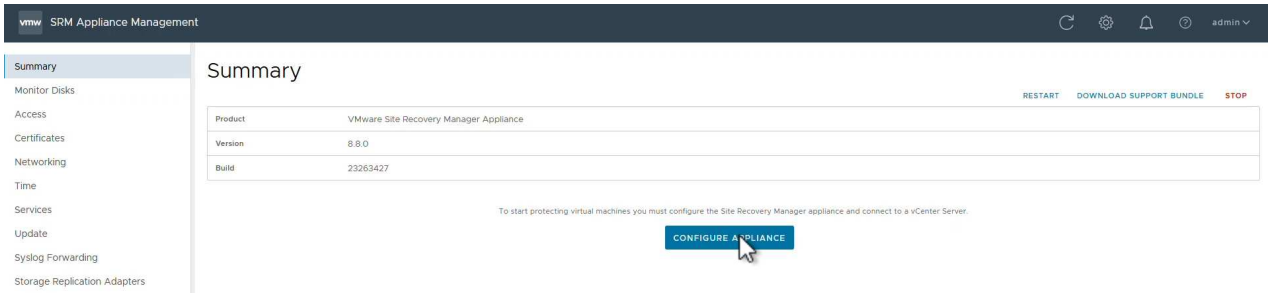 vmw SRM Appliance Management admin
Summary
Monitor Disks
Access
Certificates
Networking
Time
Services
Update
Syslog Forwarding
Storage Replication Adapters
Summary
RESTART DOWNLOAD SUPPORT BUNDLE STOP
Product VMware Site Recovery Manager Appliance
Version 8.8.0
Build 23263427
To start protecting virtual machines you must configure the Site Recovery Manager appliance and connect to a vCenter Server.
CONFIGURE APPLIANCE